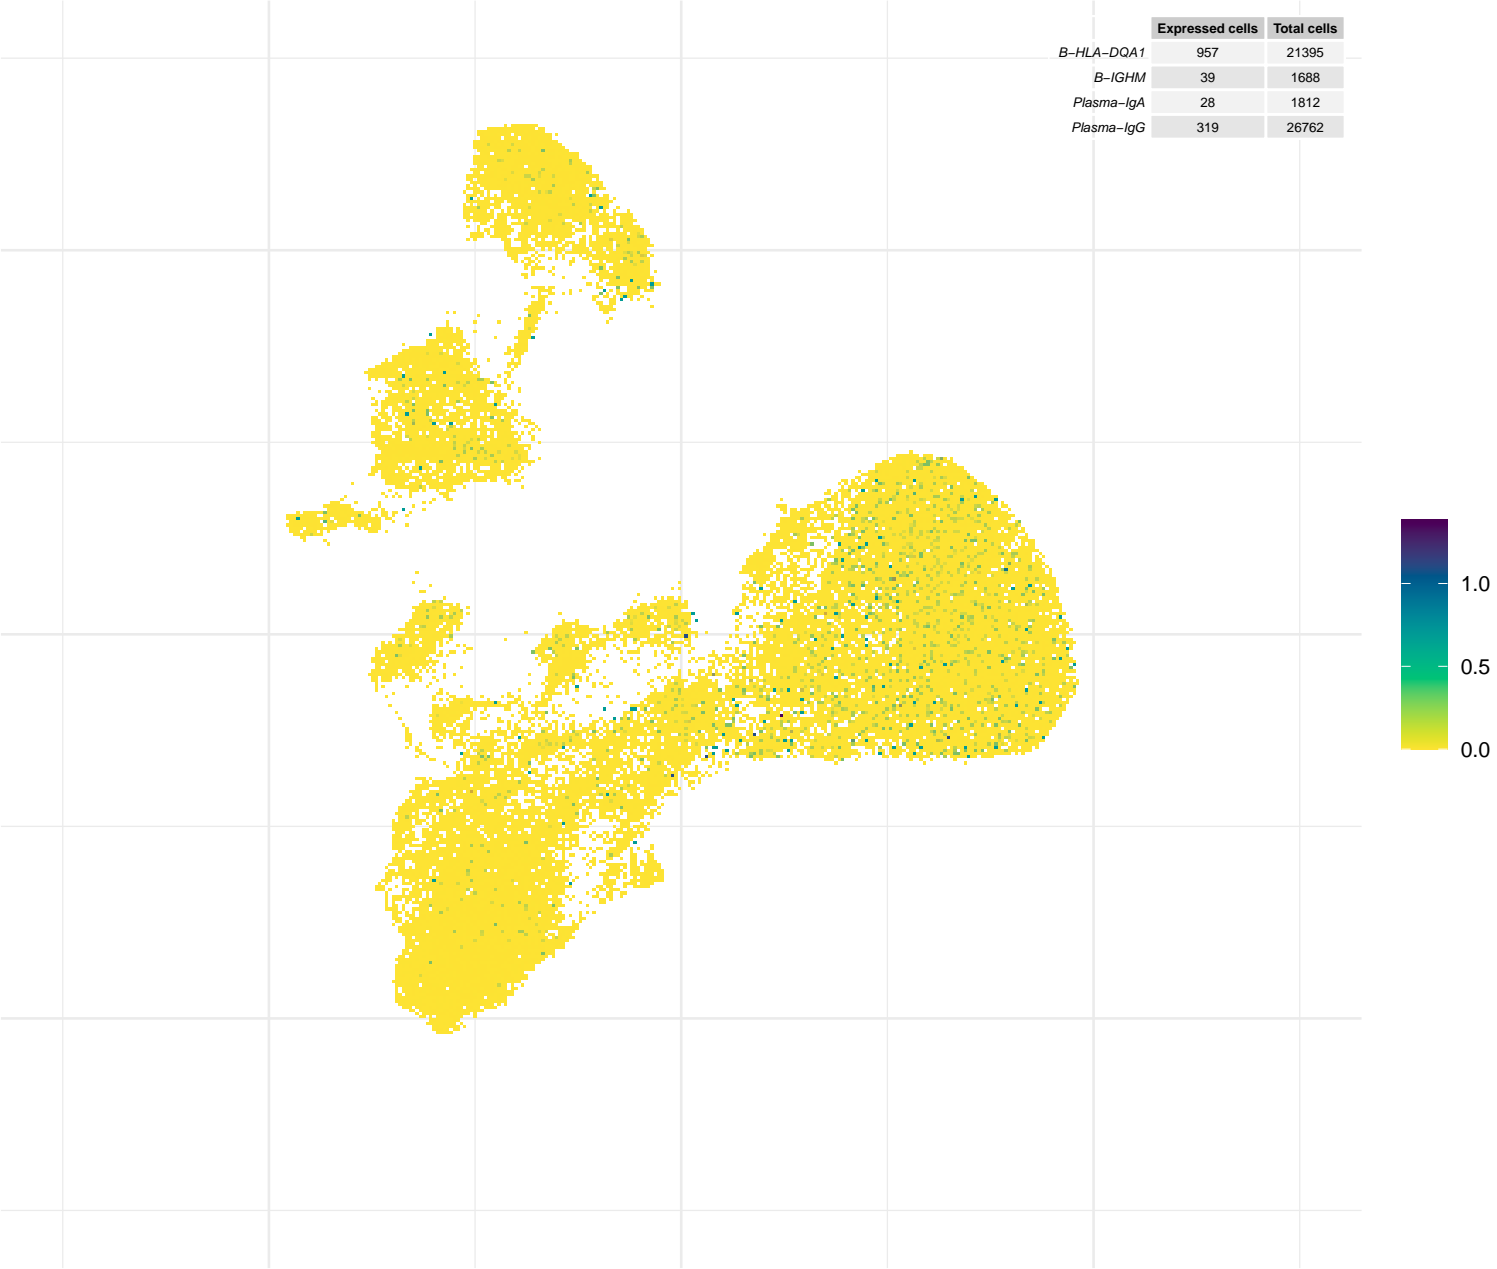 Expressed cells Total cells
B−HLA−DQA1 957 21395
B−IGHM 39 1688
Plasma−IgA 28 1812
Plasma−IgG 319 26762
1.0
0.5
0.0